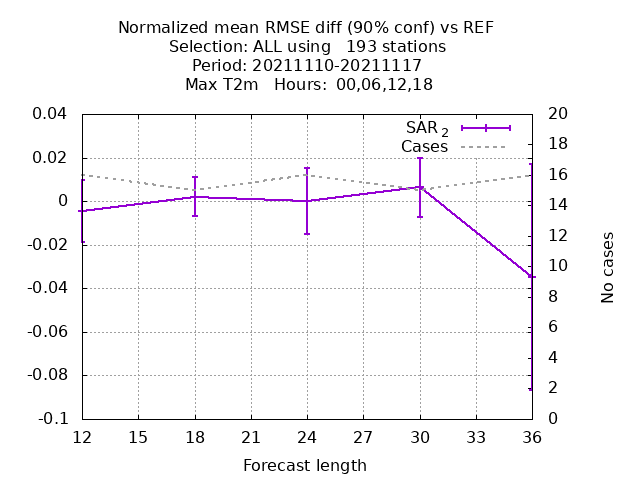 Normalized mean RMSE diff (90% conf) vs REF
Selection: ALL using   193 stations
Period: 20211110-20211117
Max T2m   Hours:  00,06,12,18
SAR 2
Cases
0.04
0.02
0
-0.02
-0.04
-0.06
-0.08
-0.1
20
18
16
14
12
10
8
6
4
2
0
No cases
12 15 18 21 24 27 30 33 36
Forecast length